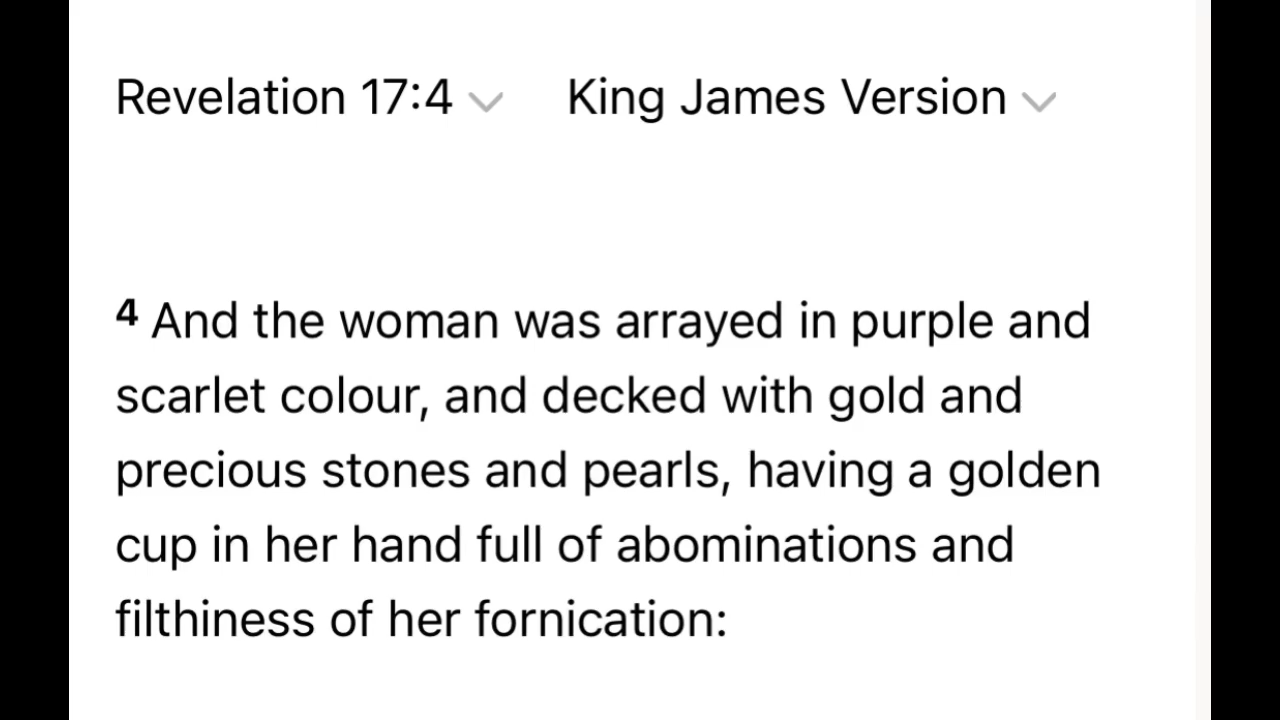 Revelation 17:4 King James Version
4 And the woman was arrayed in purple and
scarlet colour, and decked with gold and
precious stones and pearls, having a golden
cup in her hand full of abominations and
filthiness of her fornication: